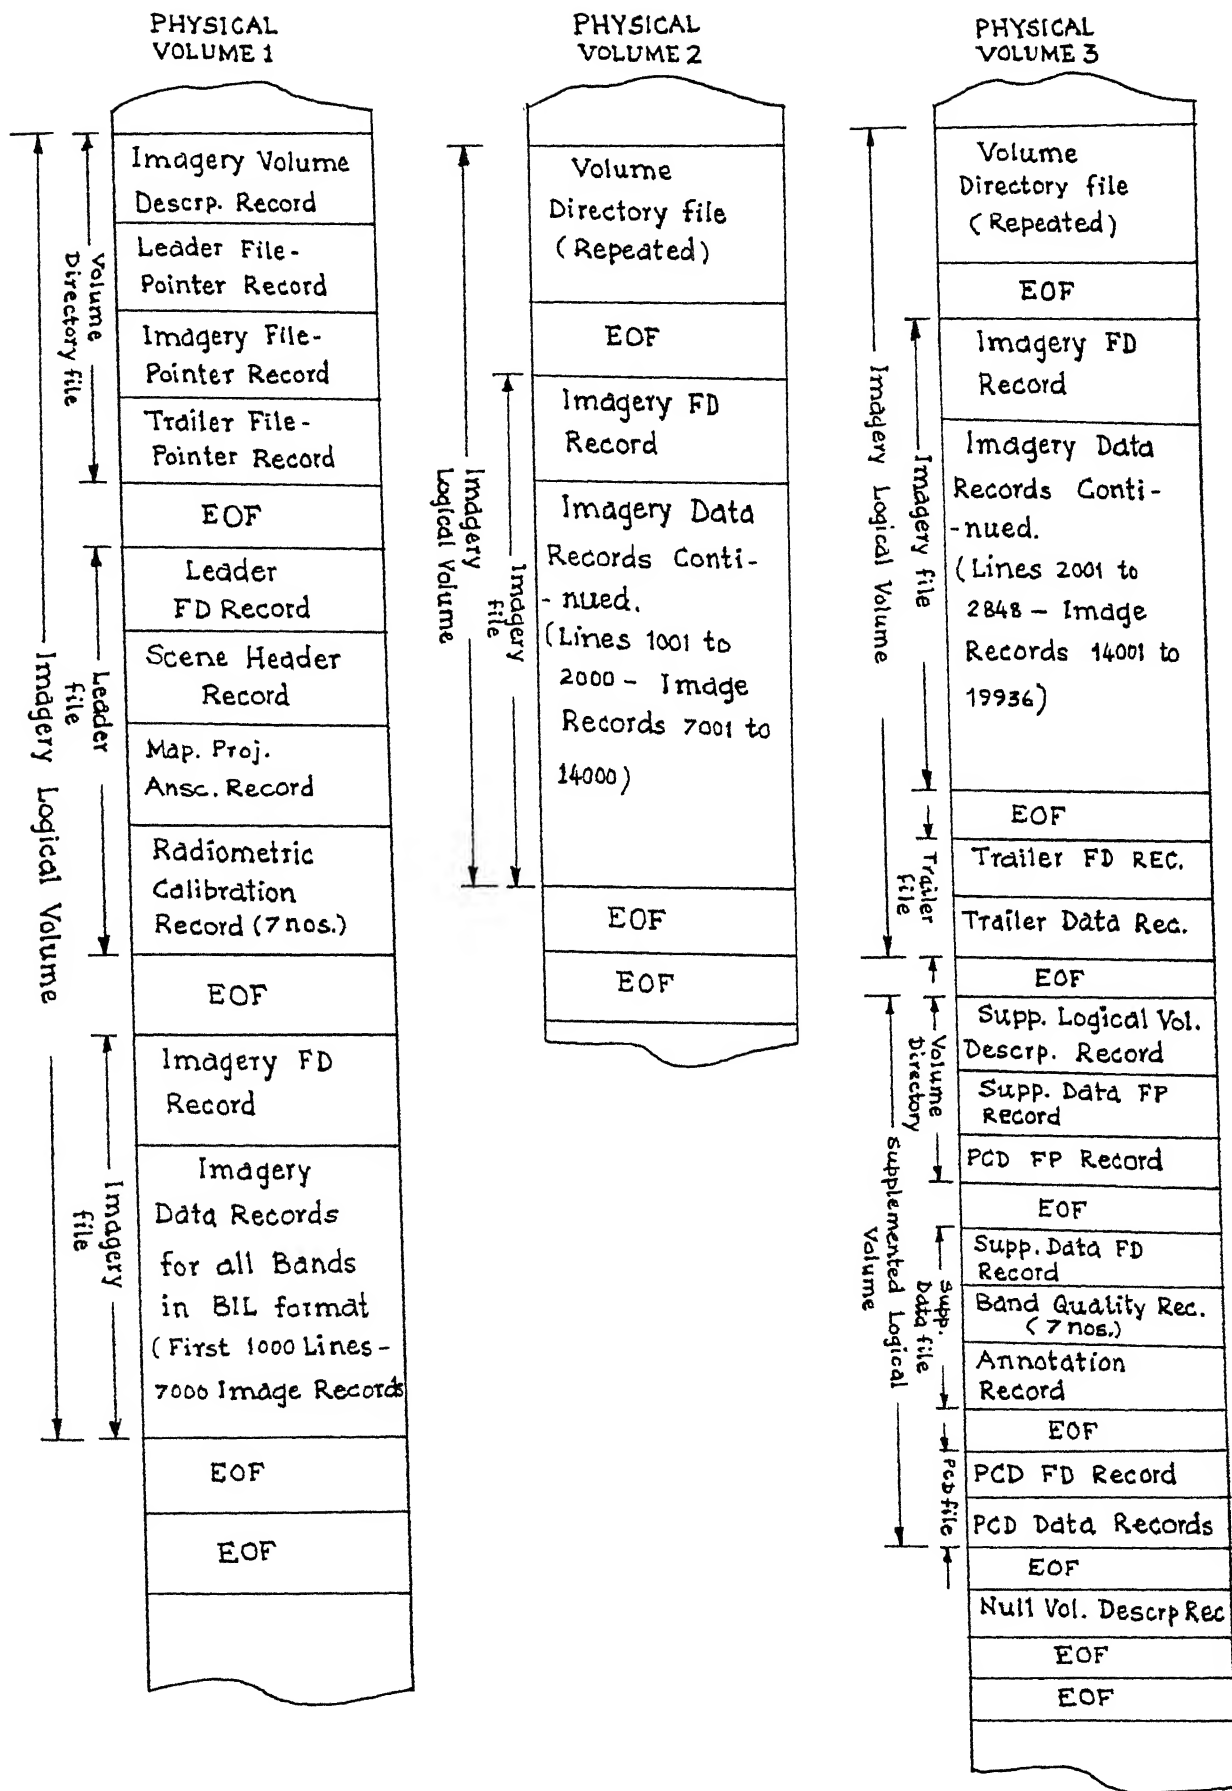 PHYSICAL
VOLUME 1
Imagery Volume
Descrp. Record
Leader File-
Pointer Record
Imagery File-
Pointer Record
Trailer File-
Pointer Record
EOF
Leader
FD Record
Scene Header
Record
Map. Proj.
Ansc. Record
Radiometric
Calibration
Record (7 nos.)
EOF
Imagery FD
Record
Imagery
Data Records
for all Bands
in BIL format
(First 1000 Lines-
7000 Image Records
EOF
EOF
Volume
Directory file
Leader
file
Imagery
file
Imagery Logical Volume
PHYSICAL
VOLUME 2
Volume
Directory file
(Repeated)
EOF
Imagery FD
Record
Imagery Data
Records Conti-
-nued.
(Lines 1001 to
2000 - Image
Records 7001 to
14000)
EOF
EOF
Imagery
Logical Volume
Imagery
file
PHYSICAL
VOLUME 3
Volume
Directory file
(Repeated)
EOF
Imagery FD
Record
Imagery Data
Records Conti-
-nued.
(Lines 2001 to
2848 - Image
Records 14001 to
19936)
EOF
Trailer FD REC.
Trailer Data Rec.
EOF
Supp. Logical Vol.
Descrp. Record
Supp. Data FP
Record
PCD FP Record
EOF
Supp. Data FD
Record
Band Quality Rec.
(7 nos.)
Annotation
Record
EOF
PCD FD Record
PCD Data Records
EOF
Null Vol. Descrp Rec
EOF
EOF
Imagery Logical Volume
Imagery file
Trailer
file
Volume
Directory
Supplemented Logical
Volume
Supp.
Data file
PCD file